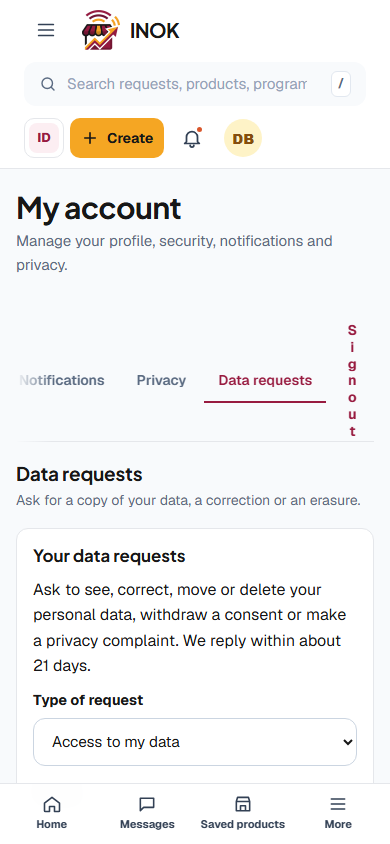 INOK
Search requests, products, program
/
ID
+ Create
DB
My account
Manage your profile, security, notifications and
privacy.
Notifications
Privacy
Data requests
Sign out
Data requests
Ask for a copy of your data, a correction or an erasure.
Your data requests
Ask to see, correct, move or delete your
personal data, withdraw a consent or make
a privacy complaint. We reply within about
21 days.
Type of request
Access to my data
Home
Messages
Saved products
More